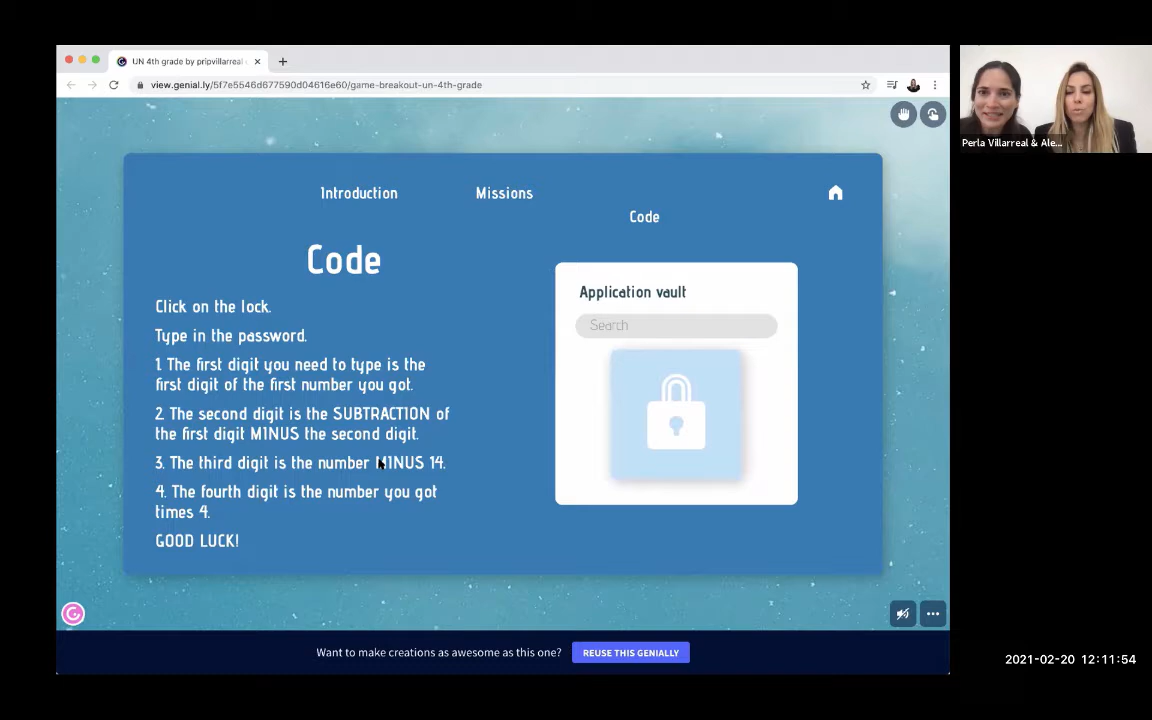 UN 4th grade by pripvillarreal
view.genial.ly/5f7e5546d677590d04616e60/game-breakout-un-4th-grade
Perla Villarreal & Ale...
Introduction
Missions
Code
Code
Click on the lock.
Type in the password.
1. The first digit you need to type is the
first digit of the first number you got.
2. The second digit is the SUBTRACTION of
the first digit MINUS the second digit.
3. The third digit is the number MINUS 14.
4. The fourth digit is the number you got
times 4.
GOOD LUCK!
Application vault
Search
Want to make creations as awesome as this one?
REUSE THIS GENIALLY
2021-02-20 12:11:54